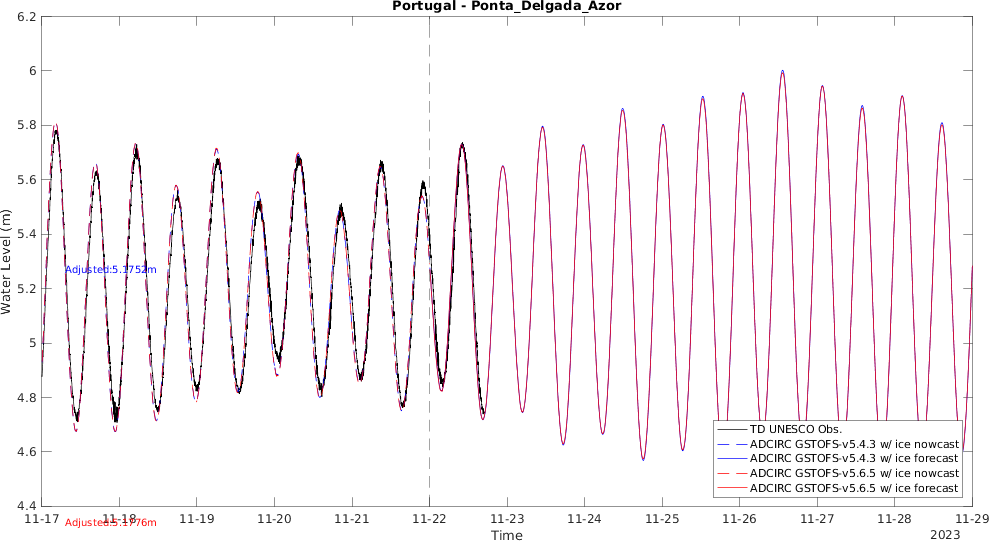 Portugal - Ponta_Delgada_Azor
6.2
6
5.8
5.6
5.4
5.2
5
4.8
4.6
4.4
Water Level (m)
Adjusted:5.1752m
Adjusted:5.1776m
TD UNESCO Obs.
ADCIRC GSTOFS-v5.4.3 w/ ice nowcast
ADCIRC GSTOFS-v5.4.3 w/ ice forecast
ADCIRC GSTOFS-v5.6.5 w/ ice nowcast
ADCIRC GSTOFS-v5.6.5 w/ ice forecast
11-17 11-18 11-19 11-20 11-21 11-22 11-23 11-24 11-25 11-26 11-27 11-28 11-29
Time
2023